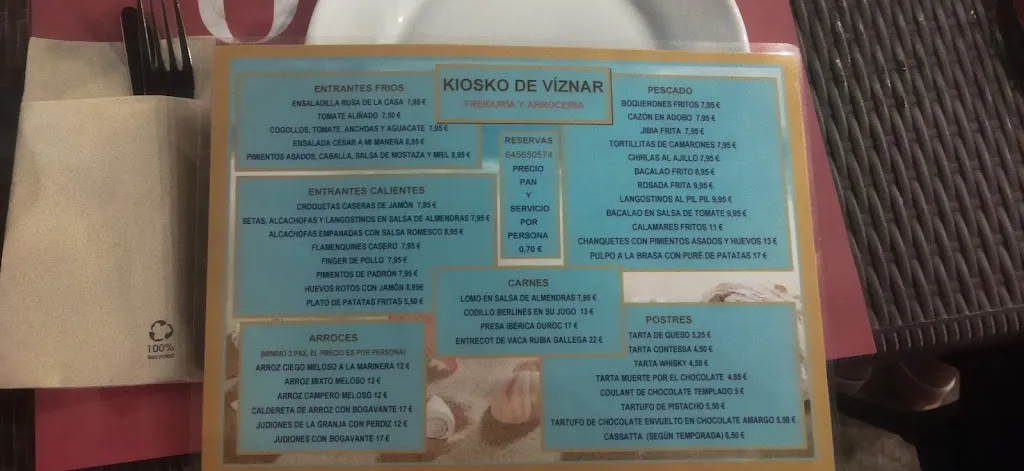 KIOSKO DE VÍZNAR
FREIDURÍA Y ARROCERÍA
ENTRANTES FRIOS
ENSALADILLA RUSA DE LA CASA 7,95 €
TOMATE ALIÑADO 7,50 €
COGOLLOS, TOMATE, ANCHOAS Y AGUACATE 7,95 €
ENSALADA CÉSAR A MI MANERA 8,95 €
PIMIENTOS ASADOS, CABALLA, SALSA DE MOSTAZA Y MIEL 8,95 €
ENTRANTES CALIENTES
CROQUETAS CASERAS DE JAMÓN 7,95 €
SETAS, ALCACHOFAS Y LANGOSTINOS EN SALSA DE ALMENDRAS 7,95 €
ALCACHOFAS EMPANADAS CON SALSA ROMESCO 8,95 €
FLAMENQUINES CASERO 7,95 €
FINGER DE POLLO 7,95 €
PIMIENTOS DE PADRÓN 7,95 €
HUEVOS ROTOS CON JAMÓN 8,95€
PLATO DE PATATAS FRITAS 5,50 €
ARROCES
(MÍNIMO 2 PAX, EL PRECIO ES POR PERSONA)
ARROZ CIEGO MELOSO A LA MARINERA 12 €
ARROZ MIXTO MELOSO 12 €
ARROZ CAMPERO MELOSO 12 €
CALDERETA DE ARROZ CON BOGAVANTE 17 €
JUDIONES DE LA GRANJA CON PERDIZ 12 €
JUDIONES CON BOGAVANTE 17 €
RESERVAS
645650574
PRECIO
PAN
Y
SERVICIO
POR
PERSONA
0,70 €
CARNES
LOMO EN SALSA DE ALMENDRAS 7,95 €
CODILLO BERLINÉS EN SU JUGO 13 €
PRESA IBÉRICA DUROC 17 €
ENTRECOT DE VACA RUBIA GALLEGA 22 €
PESCADO
BOQUERONES FRITOS 7,95 €
CAZÓN EN ADOBO 7,95 €
JIBIA FRITA 7,95 €
TORTILLITAS DE CAMARONES 7,95 €
CHIRLAS AL AJILLO 7,95 €
BACALAO FRITO 8,95 €
ROSADA FRITA 9,95 €
LANGOSTINOS AL PIL PIL 9,95 €
BACALAO EN SALSA DE TOMATE 9,95 €
CALAMARES FRITOS 11 €
CHANQUETES CON PIMIENTOS ASADOS Y HUEVOS 13 €
PULPO A LA BRASA CON PURÉ DE PATATAS 17 €
POSTRES
TARTA DE QUESO 5,25 €
TARTA CONTESSA 4,50 €
TARTA WHISKY 4,50 €
TARTA MUERTE POR EL CHOCOLATE 4,85 €
COULANT DE CHOCOLATE TEMPLADO 5 €
TARTUFO DE PISTACHO 5,50 €
TARTUFO DE CHOCOLATE ENVUELTO EN CHOCOLATE AMARGO 5,50 €
CASSATTA (SEGÚN TEMPORADA) 5,50 €
100%
Recycled